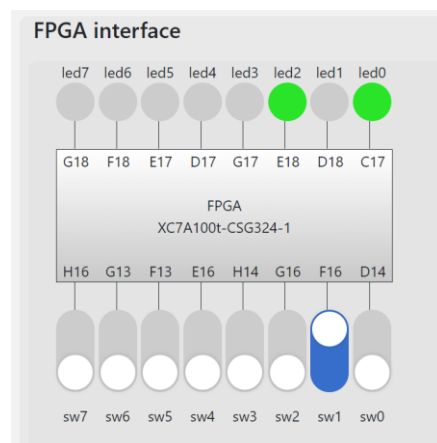 FPGA interface
led7 led6 led5 led4 led3 led2 led1 led0
G18 F18 E17 D17 G17 E18 D18 C17
FPGA
XC7A100t-CSG324-1
H16 G13 F13 E16 H14 G16 F16 D14
sw7 sw6 sw5 sw4 sw3 sw2 sw1 sw0